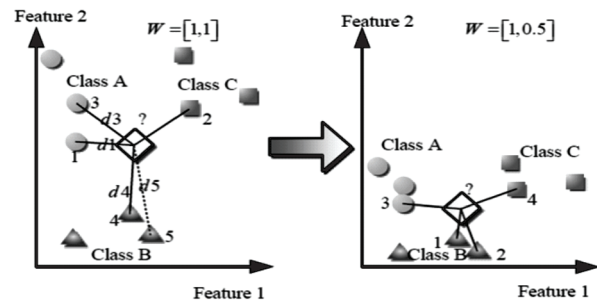 Feature 2
W=[1,1]
Class A
Class C
3
d3
?
2
1
d1
d4
d5
4
5
Class B
Feature 1
Feature 2
W=[1,0.5]
Class A
Class C
?
3
4
1
Class B
2
Feature 1